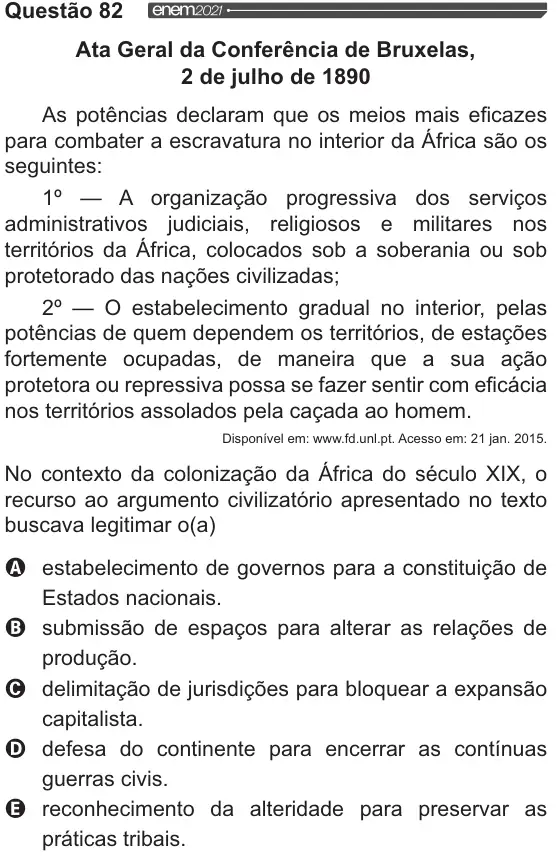 Questão 82 enem2021
Ata Geral da Conferência de Bruxelas,
2 de julho de 1890
As potências declaram que os meios mais eficazes
para combater a escravatura no interior da África são os
seguintes:
1º — A organização progressiva dos serviços
administrativos judiciais, religiosos e militares nos
territórios da África, colocados sob a soberania ou sob
protetorado das nações civilizadas;
2º — O estabelecimento gradual no interior, pelas
potências de quem dependem os territórios, de estações
fortemente ocupadas, de maneira que a sua ação
protetora ou repressiva possa se fazer sentir com eficácia
nos territórios assolados pela caçada ao homem.
Disponível em: www.fd.unl.pt. Acesso em: 21 jan. 2015.
No contexto da colonização da África do século XIX, o
recurso ao argumento civilizatório apresentado no texto
buscava legitimar o(a)
A estabelecimento de governos para a constituição de
Estados nacionais.
B submissão de espaços para alterar as relações de
produção.
C delimitação de jurisdições para bloquear a expansão
capitalista.
D defesa do continente para encerrar as contínuas
guerras civis.
E reconhecimento da alteridade para preservar as
práticas tribais.